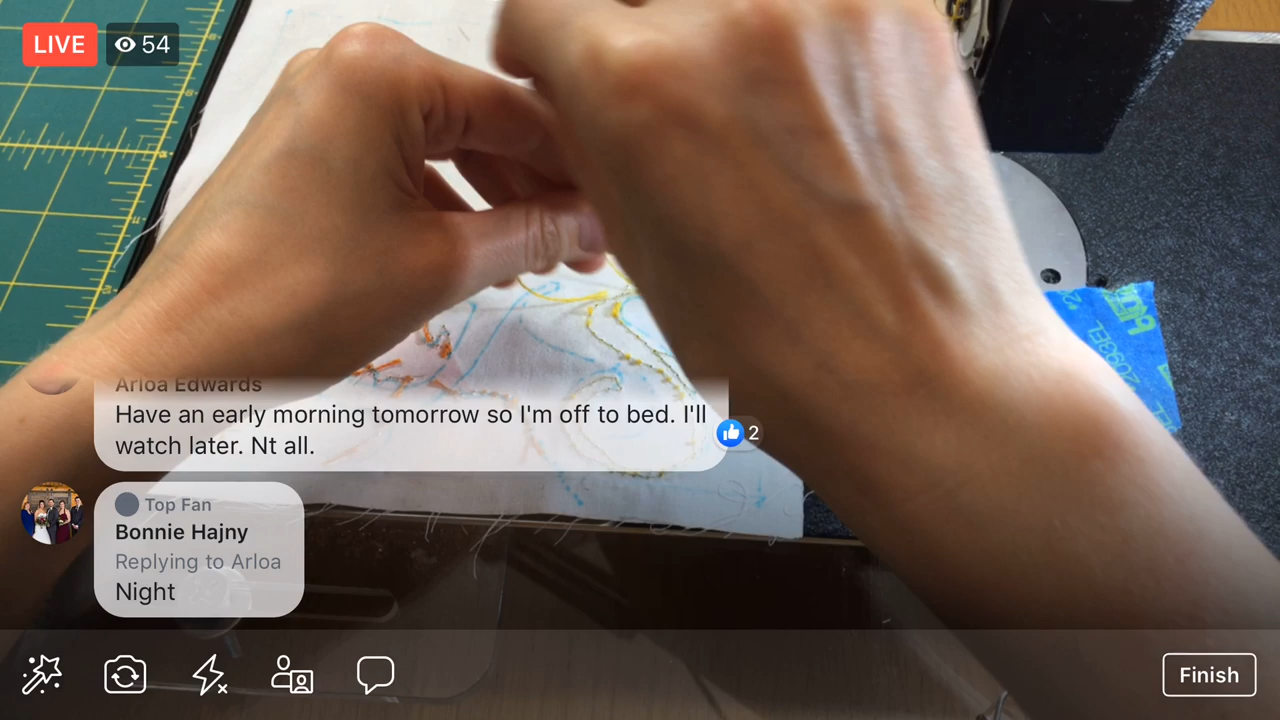 LIVE
54
Arloa Edwards
Have an early morning tomorrow so I'm off to bed. I'll
watch later. Nt all.
2
Top Fan
Bonnie Hajny
Replying to Arloa
Night
2093EL
Finish